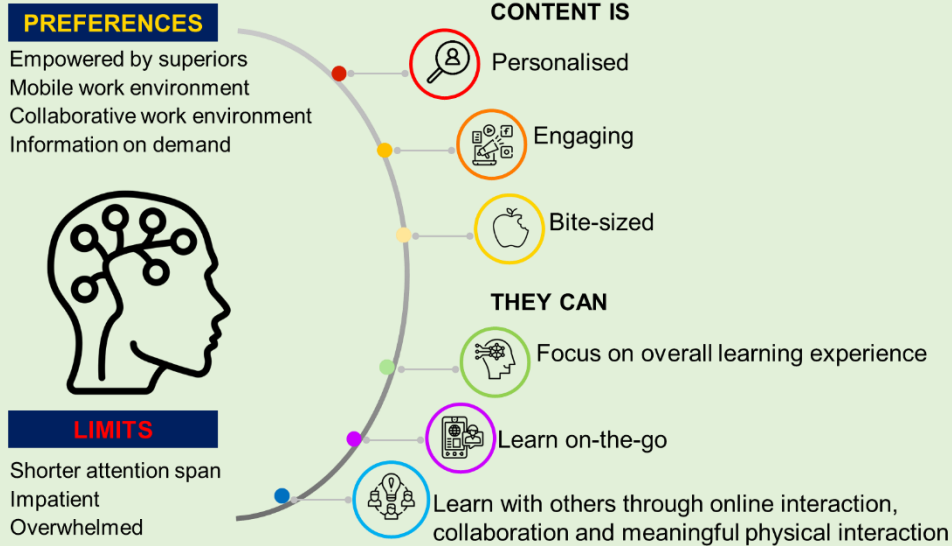 PREFERENCES
Empowered by superiors
Mobile work environment
Collaborative work environment
Information on demand
LIMITS
Shorter attention span
Impatient
Overwhelmed
CONTENT IS
Personalised
Engaging
Bite-sized
THEY CAN
Focus on overall learning experience
Learn on-the-go
Learn with others through online interaction,
collaboration and meaningful physical interaction